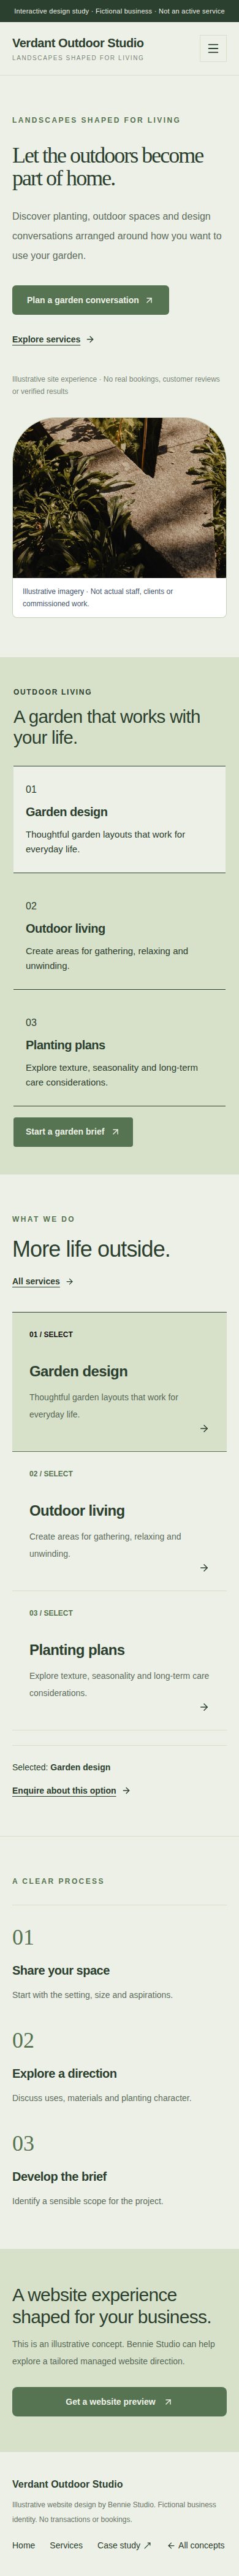 Interactive design study · Fictional business · Not an active service
Verdant Outdoor Studio
LANDSCAPES SHAPED FOR LIVING
LANDSCAPES SHAPED FOR LIVING
Let the outdoors become
part of home.
Discover planting, outdoor spaces and design
conversations arranged around how you want to
use your garden.
Plan a garden conversation
Explore services
Illustrative site experience · No real bookings, customer reviews
or verified results
Illustrative imagery · Not actual staff, clients or
commissioned work.
OUTDOOR LIVING
A garden that works with
your life.
01
Garden design
Thoughtful garden layouts that work for
everyday life.
02
Outdoor living
Create areas for gathering, relaxing and
unwinding.
03
Planting plans
Explore texture, seasonality and long-term
care considerations.
Start a garden brief
WHAT WE DO
More life outside.
All services
01 / SELECT
Garden design
Thoughtful garden layouts that work for
everyday life.
02 / SELECT
Outdoor living
Create areas for gathering, relaxing and
unwinding.
03 / SELECT
Planting plans
Explore texture, seasonality and long-term care
considerations.
Selected: Garden design
Enquire about this option
A CLEAR PROCESS
01
Share your space
Start with the setting, size and aspirations.
02
Explore a direction
Discuss uses, materials and planting character.
03
Develop the brief
Identify a sensible scope for the project.
A website experience
shaped for your business.
This is an illustrative concept. Bennie Studio can help
explore a tailored managed website direction.
Get a website preview
Verdant Outdoor Studio
Illustrative website design by Bennie Studio. Fictional business
identity. No transactions or bookings.
Home Services Case study All concepts